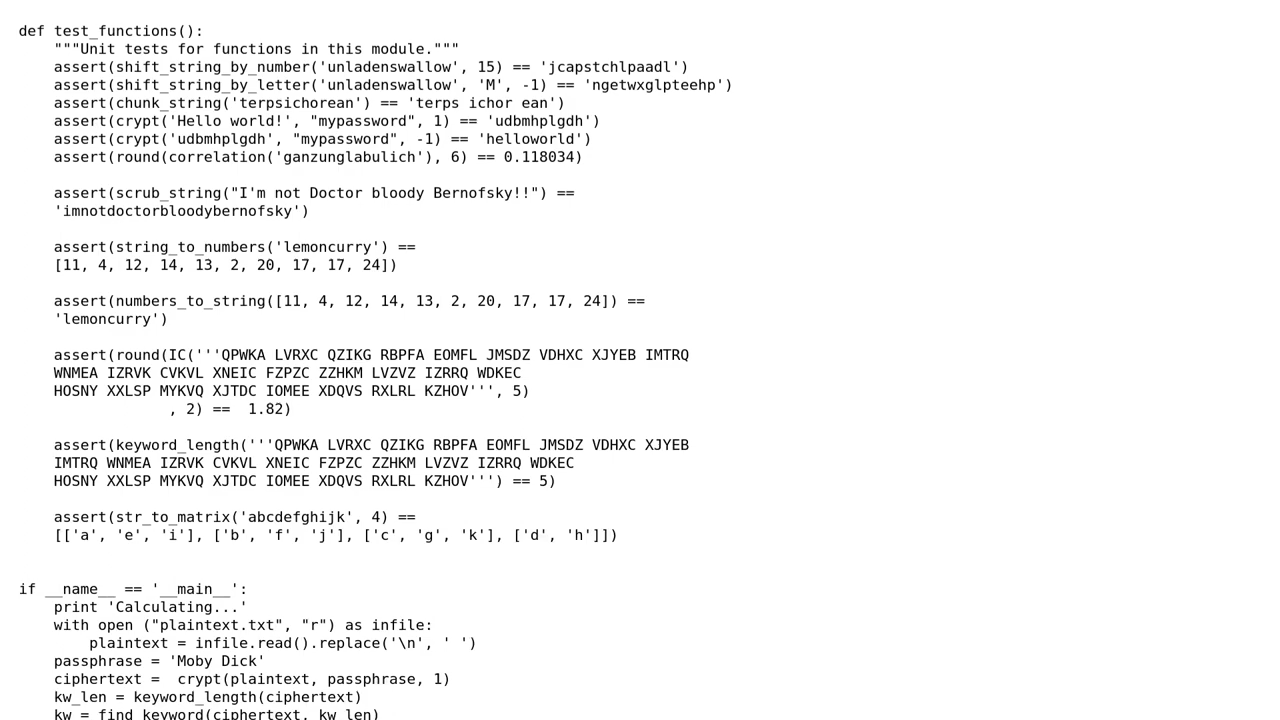 def test_functions():
    """Unit tests for functions in this module."""
    assert(shift_string_by_number('unladenswallow', 15) == 'jcapstchlpaadl')
    assert(shift_string_by_letter('unladenswallow', 'M', -1) == 'ngetwxglpteehp')
    assert(chunk_string('terpsichorean') == 'terps ichor ean')
    assert(crypt('Hello world!', "mypassword", 1) == 'udbmhplgdh')
    assert(crypt('udbmhplgdh', "mypassword", -1) == 'helloworld')
    assert(round(correlation('ganzunglabulich'), 6) == 0.118034)

    assert(scrub_string("I'm not Doctor bloody Bernofsky!!") ==
    'imnotdoctorbloodybernofsky')

    assert(string_to_numbers('lemoncurry') ==
    [11, 4, 12, 14, 13, 2, 20, 17, 17, 24])

    assert(numbers_to_string([11, 4, 12, 14, 13, 2, 20, 17, 17, 24]) ==
    'lemoncurry')

    assert(round(IC('''QPWKA LVRXC QZIKG RBPFA EOMFL JMSDZ VDHXC XJYEB IMTRQ
    WNMEA IZRVK CVKVL XNEIC FZPZC ZZHKM LVZVZ IZRRQ WDKEC
    HOSNY XXLSP MYKVQ XJTDC IOMEE XDQVS RXLRL KZHOV''', 5)
                 , 2) ==  1.82)

    assert(keyword_length('''QPWKA LVRXC QZIKG RBPFA EOMFL JMSDZ VDHXC XJYEB
    IMTRQ WNMEA IZRVK CVKVL XNEIC FZPZC ZZHKM LVZVZ IZRRQ WDKEC
    HOSNY XXLSP MYKVQ XJTDC IOMEE XDQVS RXLRL KZHOV''') == 5)

    assert(str_to_matrix('abcdefghijk', 4) ==
    [['a', 'e', 'i'], ['b', 'f', 'j'], ['c', 'g', 'k'], ['d', 'h']])


if __name__ == '__main__':
    print 'Calculating...'
    with open ("plaintext.txt", "r") as infile:
        plaintext = infile.read().replace('\n', ' ')
    passphrase = 'Moby Dick'
    ciphertext =  crypt(plaintext, passphrase, 1)
    kw_len = keyword_length(ciphertext)
    kw = find_keyword(ciphertext, kw_len)